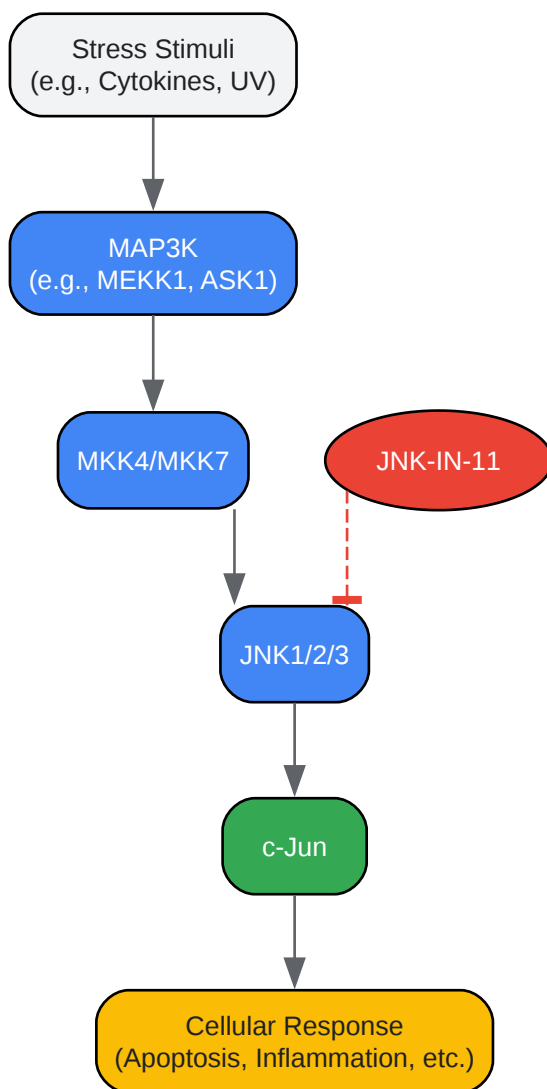 Stress Stimuli
(e.g., Cytokines, UV)
MAP3K
(e.g., MEKK1, ASK1)
MKK4/MKK7
JNK-IN-11
JNK1/2/3
c-Jun
Cellular Response
(Apoptosis, Inflammation, etc.)